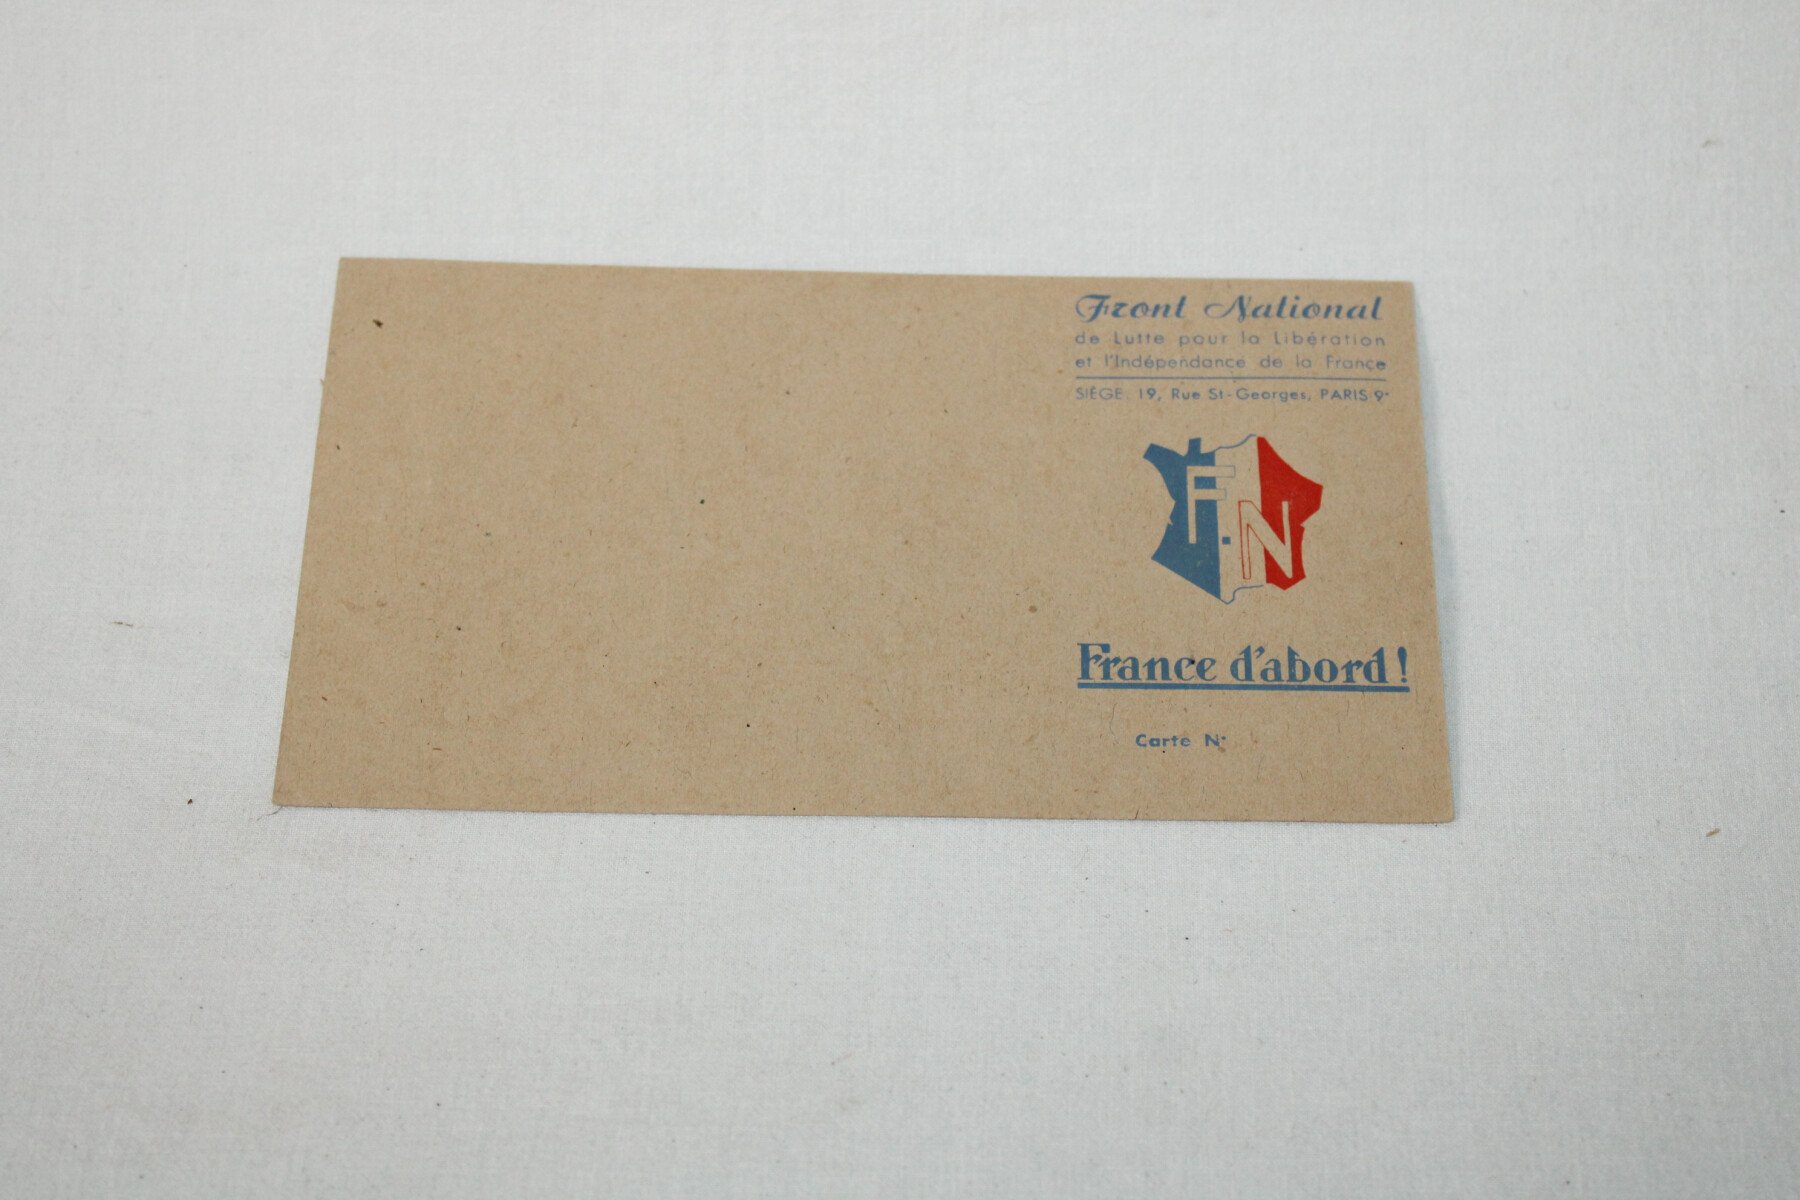 Front National
de Lutte pour la Libération
et l'Indépendance de la France
SIÈGE. 19, Rue St-Georges, PARIS 9e
F.N
France d'abord !
Carte No